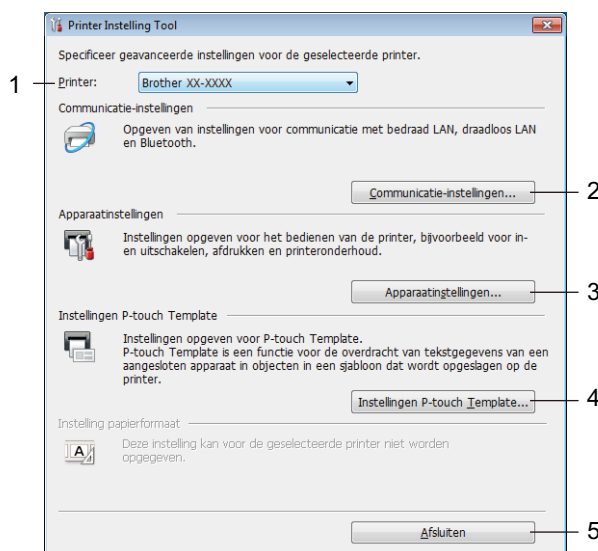 Printer Instelling Tool
Specificeer geavanceerde instellingen voor de geselecteerde printer.
1
Printer:
Brother XX-XXXX
Communicatie-instellingen
Opgeven van instellingen voor communicatie met bedraad LAN, draadloos LAN
en Bluetooth.
Communicatie-instellingen...
2
Apparaatinstellingen
Instellingen opgeven voor het bedienen van de printer, bijvoorbeeld voor in-
en uitschakelen, afdrukken en printeronderhoud.
Apparaatinstellingen...
3
Instellingen P-touch Template
Instellingen opgeven voor P-touch Template.
P-touch Template is een functie voor de overdracht van tekstgegevens van een
aangesloten apparaat in objecten in een sjabloon dat wordt opgeslagen op de
printer.
Instellingen P-touch Template...
4
Instelling papierformaat
A
Deze instelling kan voor de geselecteerde printer niet worden
opgegeven.
Afsluiten
5